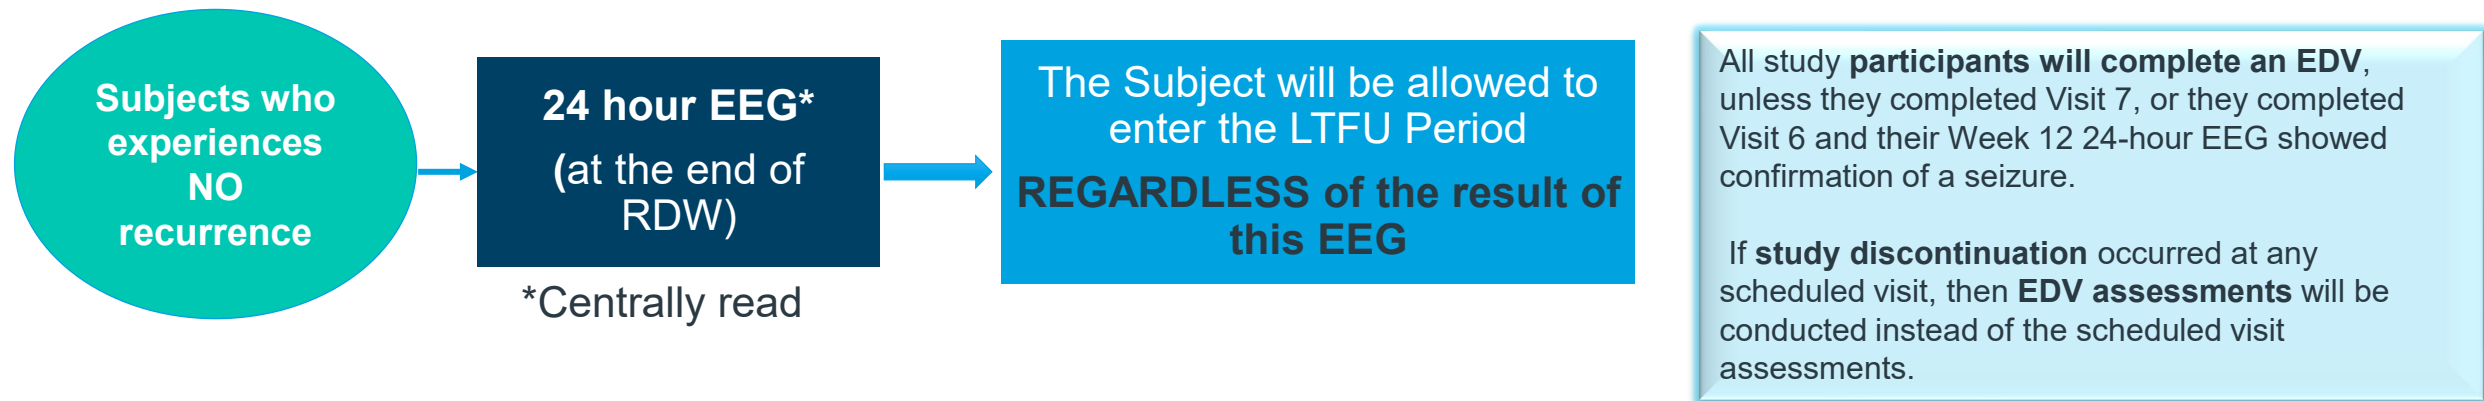 Subjects who
experiences
NO
recurrence
24 hour EEG*
(at the end of
RDW)
*Centrally read
The Subject will be allowed to
enter the LTFU Period
REGARDLESS of the result of
this EEG
All study participants will complete an EDV,
unless they completed Visit 7, or they completed
Visit 6 and their Week 12 24-hour EEG showed
confirmation of a seizure.
If study discontinuation occurred at any
scheduled visit, then EDV assessments will be
conducted instead of the scheduled visit
assessments.